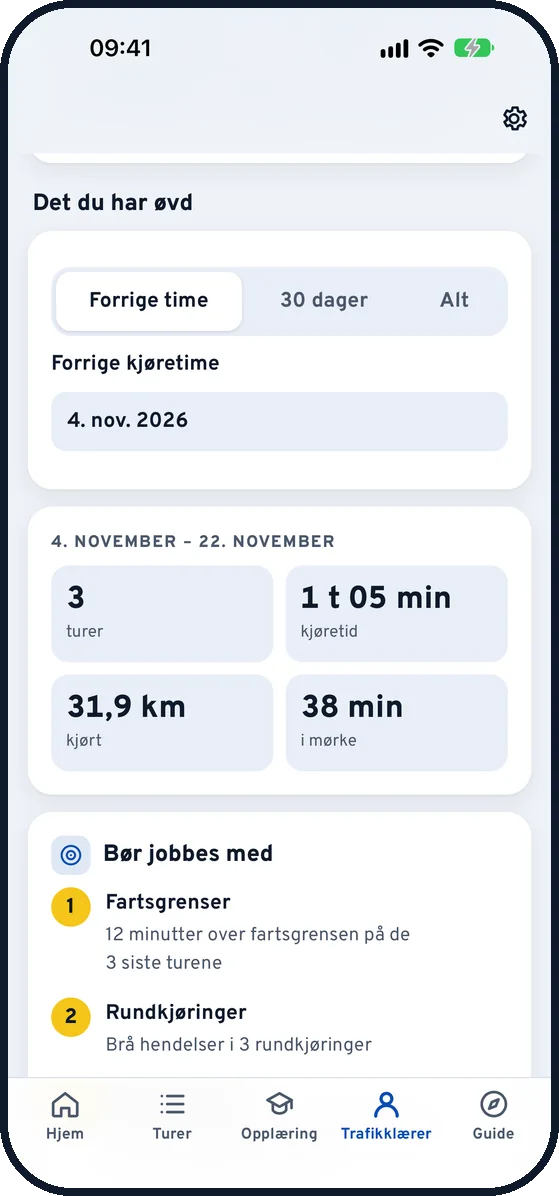 09:41
Det du har øvd
Forrige time
30 dager
Alt
Forrige kjøretime
4. nov. 2026
4. NOVEMBER – 22. NOVEMBER
3
turer
1 t 05 min
kjøretid
31,9 km
kjørt
38 min
i mørke
Bør jobbes med
1
Fartsgrenser
12 minutter over fartsgrensen på de
3 siste turene
2
Rundkjøringer
Brå hendelser i 3 rundkjøringer
Hjem
Turer
Opplæring
Trafikklærer
Guide